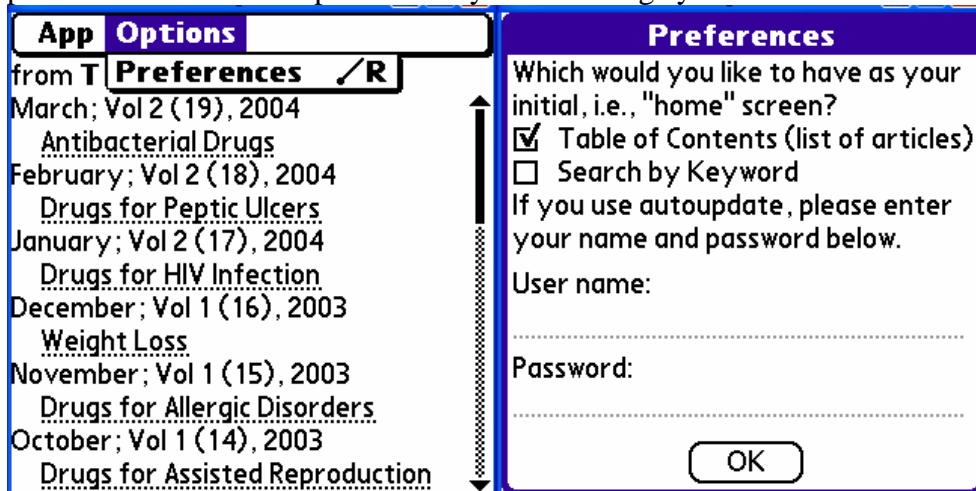 App Options
from T Preferences /R
March; Vol 2 (19), 2004
Antibacterial Drugs
February; Vol 2 (18), 2004
Drugs for Peptic Ulcers
January; Vol 2 (17), 2004
Drugs for HIV Infection
December; Vol 1 (16), 2003
Weight Loss
November; Vol 1 (15), 2003
Drugs for Allergic Disorders
October; Vol 1 (14), 2003
Drugs for Assisted Reproduction
Preferences
Which would you like to have as your
initial, i.e., "home" screen?
Table of Contents (list of articles)
Search by Keyword
If you use autoupdate, please enter
your name and password below.
User name:
Password:
OK